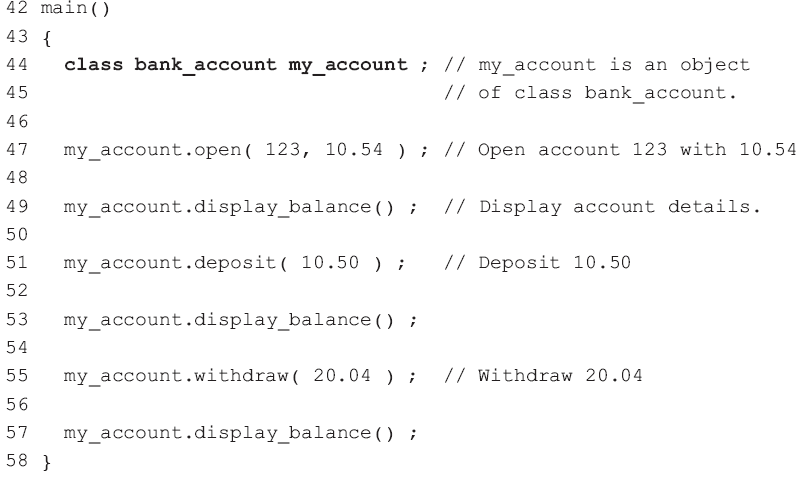 42 main()
43 {
44   class bank_account my_account ; // my_account is an object
45                                 // of class bank_account.
46
47   my_account.open( 123, 10.54 ) ; // Open account 123 with 10.54
48
49   my_account.display_balance() ;  // Display account details.
50
51   my_account.deposit( 10.50 ) ;   // Deposit 10.50
52
53   my_account.display_balance() ;
54
55   my_account.withdraw( 20.04 ) ;  // Withdraw 20.04
56
57   my_account.display_balance() ;
58 }